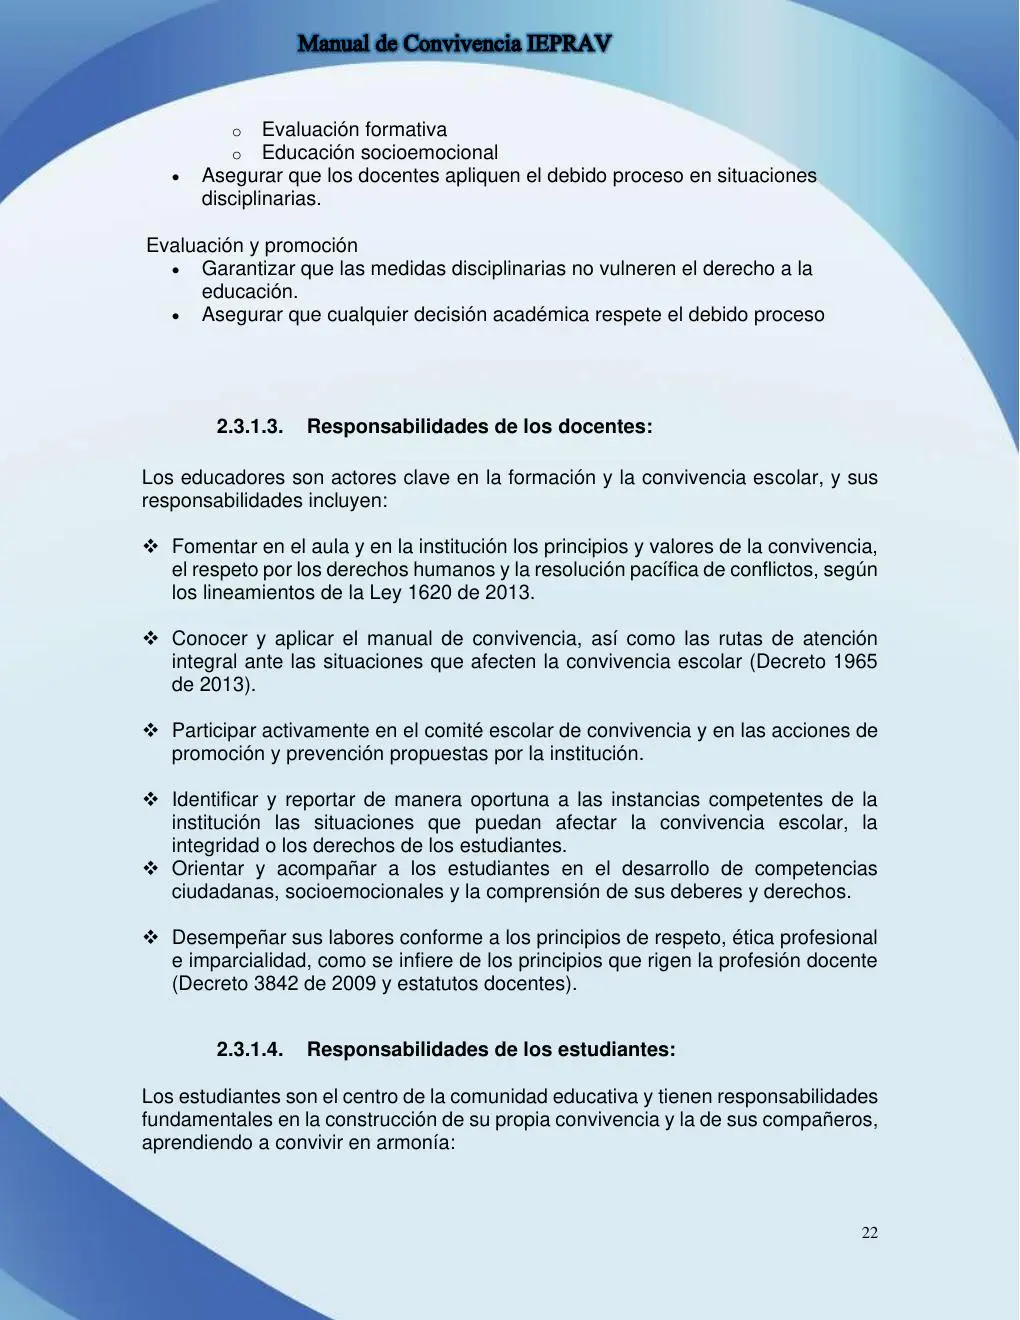 Manual de Convivencia IEPRAV
o Evaluación formativa
o Educación socioemocional
• Asegurar que los docentes apliquen el debido proceso en situaciones
disciplinarias.
Evaluación y promoción
• Garantizar que las medidas disciplinarias no vulneren el derecho a la
educación.
• Asegurar que cualquier decisión académica respete el debido proceso
2.3.1.3. Responsabilidades de los docentes:
Los educadores son actores clave en la formación y la convivencia escolar, y sus
responsabilidades incluyen:
❖ Fomentar en el aula y en la institución los principios y valores de la convivencia,
el respeto por los derechos humanos y la resolución pacífica de conflictos, según
los lineamientos de la Ley 1620 de 2013.
❖ Conocer y aplicar el manual de convivencia, así como las rutas de atención
integral ante las situaciones que afecten la convivencia escolar (Decreto 1965
de 2013).
❖ Participar activamente en el comité escolar de convivencia y en las acciones de
promoción y prevención propuestas por la institución.
❖ Identificar y reportar de manera oportuna a las instancias competentes de la
institución las situaciones que puedan afectar la convivencia escolar, la
integridad o los derechos de los estudiantes.
❖ Orientar y acompañar a los estudiantes en el desarrollo de competencias
ciudadanas, socioemocionales y la comprensión de sus deberes y derechos.
❖ Desempeñar sus labores conforme a los principios de respeto, ética profesional
e imparcialidad, como se infiere de los principios que rigen la profesión docente
(Decreto 3842 de 2009 y estatutos docentes).
2.3.1.4. Responsabilidades de los estudiantes:
Los estudiantes son el centro de la comunidad educativa y tienen responsabilidades
fundamentales en la construcción de su propia convivencia y la de sus compañeros,
aprendiendo a convivir en armonía:
22